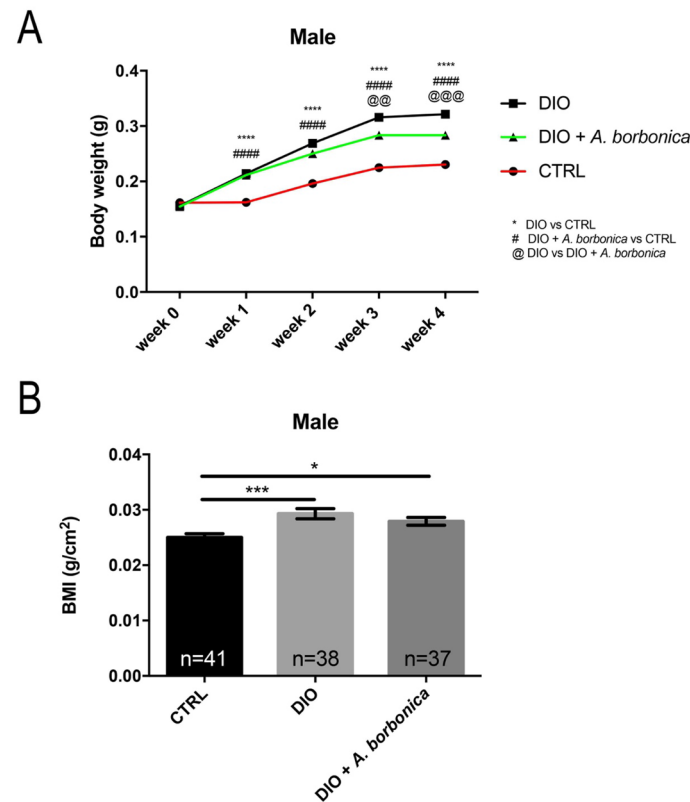 A
Male
Body weight (g)
0.4
0.3
0.2
0.1
0.0
****
####
****
####
****
####
@@
****
####
@@@
week 0
week 1
week 2
week 3
week 4
DIO
DIO + A. borbonica
CTRL
* DIO vs CTRL
# DIO + A. borbonica vs CTRL
@ DIO vs DIO + A. borbonica
B
Male
BMI (g/cm²)
0.04
0.03
0.02
0.01
0.00
*
***
n=41
n=38
n=37
CTRL
DIO
DIO + A. borbonica